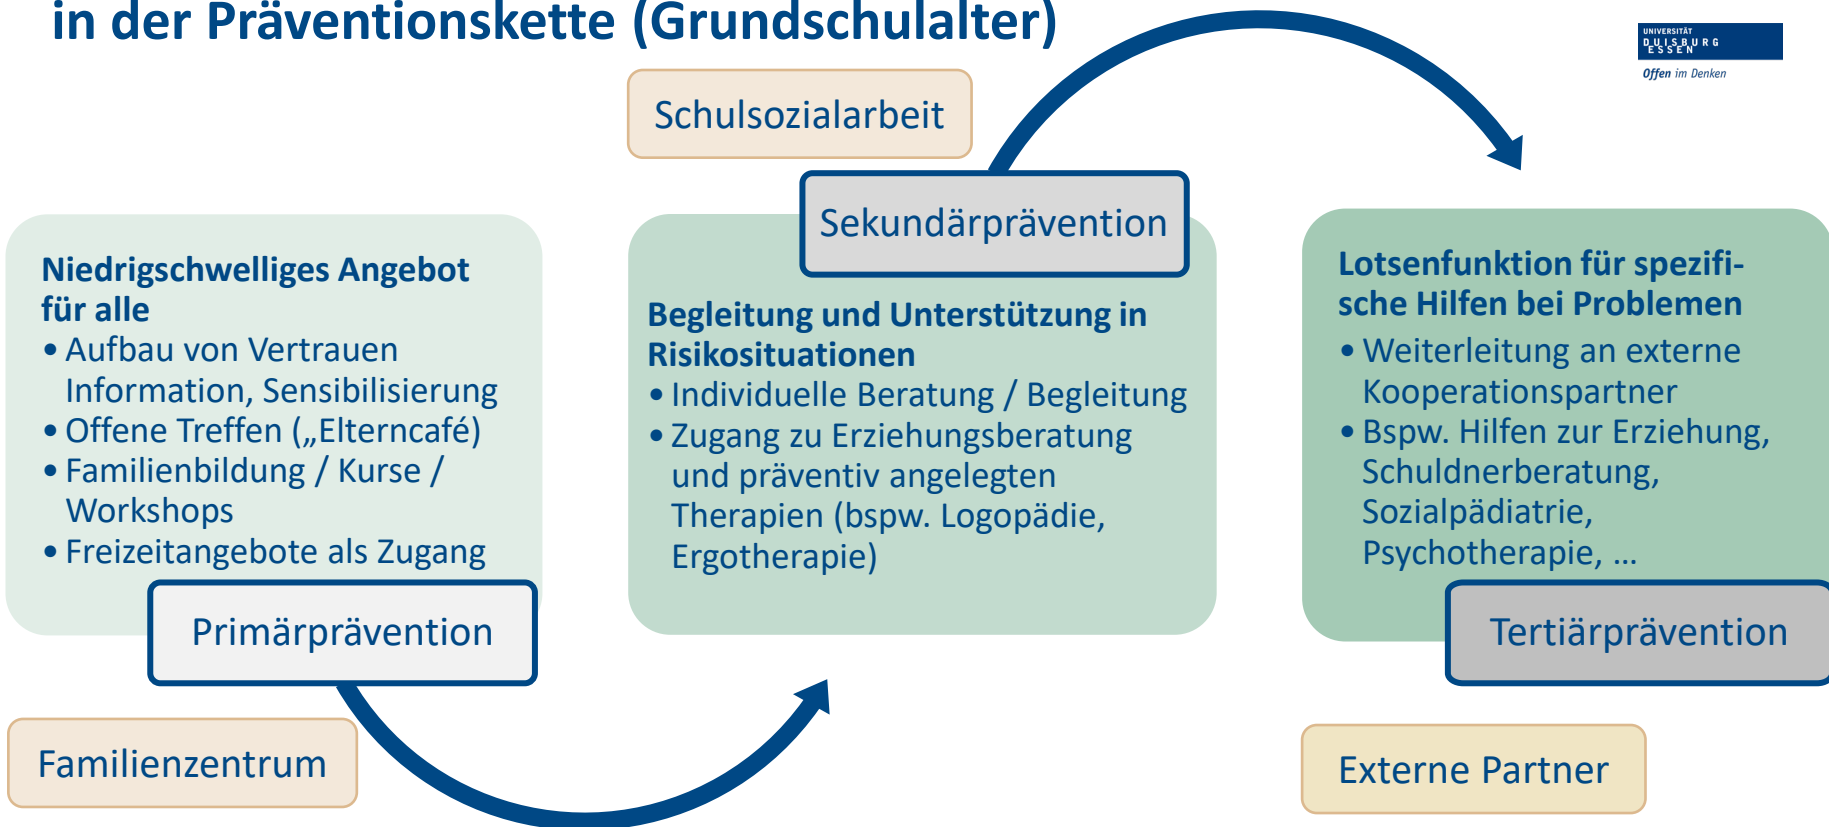 in der Präventionskette (Grundschulalter)
UNIVERSITÄT
DUISBURG
ESSEN
Offen im Denken
Schulsozialarbeit
Sekundärprävention
Niedrigschwelliges Angebot
für alle
• Aufbau von Vertrauen
Information, Sensibilisierung
• Offene Treffen („Elterncafé)
• Familienbildung / Kurse /
Workshops
• Freizeitangebote als Zugang
Primärprävention
Familienzentrum
Begleitung und Unterstützung in
Risikosituationen
• Individuelle Beratung / Begleitung
• Zugang zu Erziehungsberatung
und präventiv angelegten
Therapien (bspw. Logopädie,
Ergotherapie)
Lotsenfunktion für spezifi-
sche Hilfen bei Problemen
• Weiterleitung an externe
Kooperationspartner
• Bspw. Hilfen zur Erziehung,
Schuldnerberatung,
Sozialpädiatrie,
Psychotherapie, …
Tertiärprävention
Externe Partner